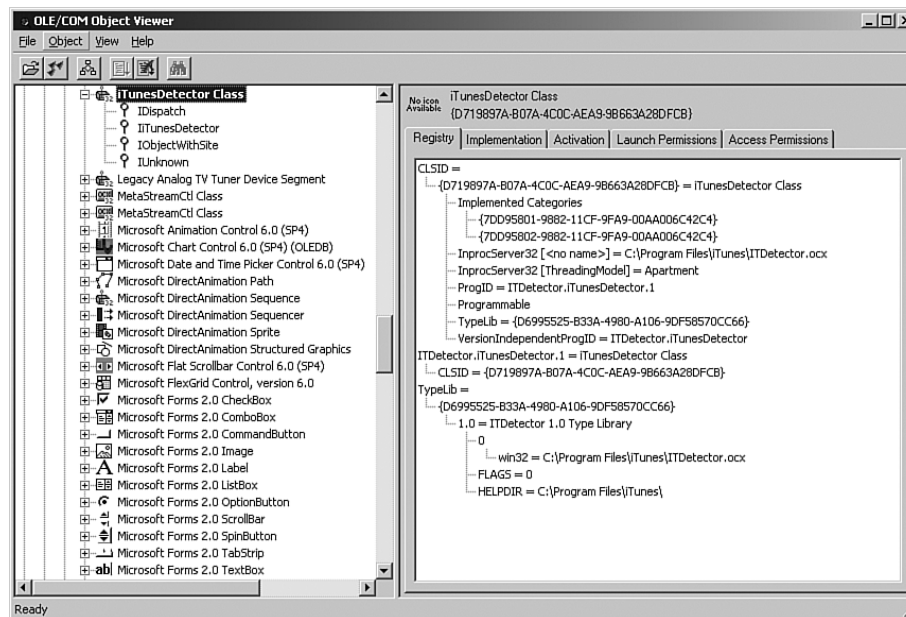 OLE/COM Object Viewer
File Object View Help
iTunesDetector Class
IDispatch
IiTunesDetector
IObjectWithSite
IUnknown
Legacy Analog TV Tuner Device Segment
MetaStreamCtl Class
MetaStreamCtl Class
Microsoft Animation Control 6.0 (SP4)
Microsoft Chart Control 6.0 (SP4) (OLEDB)
Microsoft Date and Time Picker Control 6.0 (SP4)
Microsoft DirectAnimation Path
Microsoft DirectAnimation Sequence
Microsoft DirectAnimation Sequencer
Microsoft DirectAnimation Sprite
Microsoft DirectAnimation Structured Graphics
Microsoft Flat Scrollbar Control 6.0 (SP4)
Microsoft FlexGrid Control, version 6.0
Microsoft Forms 2.0 CheckBox
Microsoft Forms 2.0 ComboBox
Microsoft Forms 2.0 CommandButton
Microsoft Forms 2.0 Image
Microsoft Forms 2.0 Label
Microsoft Forms 2.0 ListBox
Microsoft Forms 2.0 OptionButton
Microsoft Forms 2.0 ScrollBar
Microsoft Forms 2.0 SpinButton
Microsoft Forms 2.0 TabStrip
ab Microsoft Forms 2.0 TextBox
No icon
Available
iTunesDetector Class
{D719897A-B07A-4C0C-AEA9-9B663A28DFCB}
Registry Implementation Activation Launch Permissions Access Permissions
CLSID =
{D719897A-B07A-4C0C-AEA9-9B663A28DFCB} = iTunesDetector Class
Implemented Categories
{7DD95801-9882-11CF-9FA9-00AA006C42C4}
{7DD95802-9882-11CF-9FA9-00AA006C42C4}
InprocServer32 [<no name>] = C:\Program Files\iTunes\ITDetector.ocx
InprocServer32 [ThreadingModel] = Apartment
ProgID = ITDetector.iTunesDetector.1
Programmable
TypeLib = {D6995525-B33A-4980-A106-9DF58570CC66}
VersionIndependentProgID = ITDetector.iTunesDetector
ITDetector.iTunesDetector.1 = iTunesDetector Class
CLSID = {D719897A-B07A-4C0C-AEA9-9B663A28DFCB}
TypeLib =
{D6995525-B33A-4980-A106-9DF58570CC66}
1.0 = ITDetector 1.0 Type Library
0
win32 = C:\Program Files\iTunes\ITDetector.ocx
FLAGS = 0
HELPDIR = C:\Program Files\iTunes\
Ready